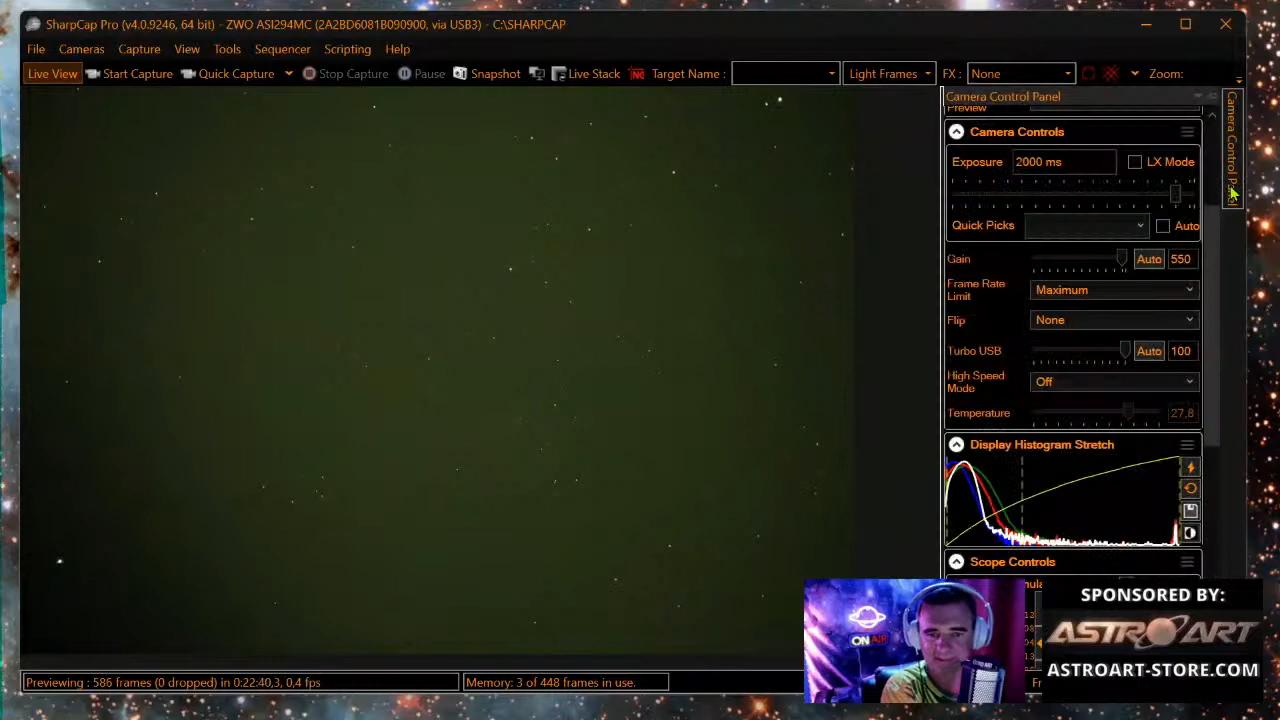 SharpCap Pro (v4.0.9246, 64 bit) - ZWO ASI294MC (2A2BD6081B090900, via USB3) - C:\SHARPCAP
File Cameras Capture View Tools Sequencer Scripting Help
Live View Start Capture Quick Capture Stop Capture Pause Snapshot Live Stack Target Name : Light Frames FX : None Zoom:
Camera Control Panel
Camera Control Panel
Preview
Camera Controls
Exposure 2000 ms LX Mode
Quick Picks Auto
Gain Auto 550
Frame Rate
Limit Maximum
Flip None
Turbo USB Auto 100
High Speed
Mode Off
Temperature 27,8
Display Histogram Stretch
Scope Controls
ON AIR
SPONSORED BY:
ASTRO ART
ASTROART-STORE.COM
Previewing : 586 frames (0 dropped) in 0:22:40,3, 0,4 fps Memory: 3 of 448 frames in use.